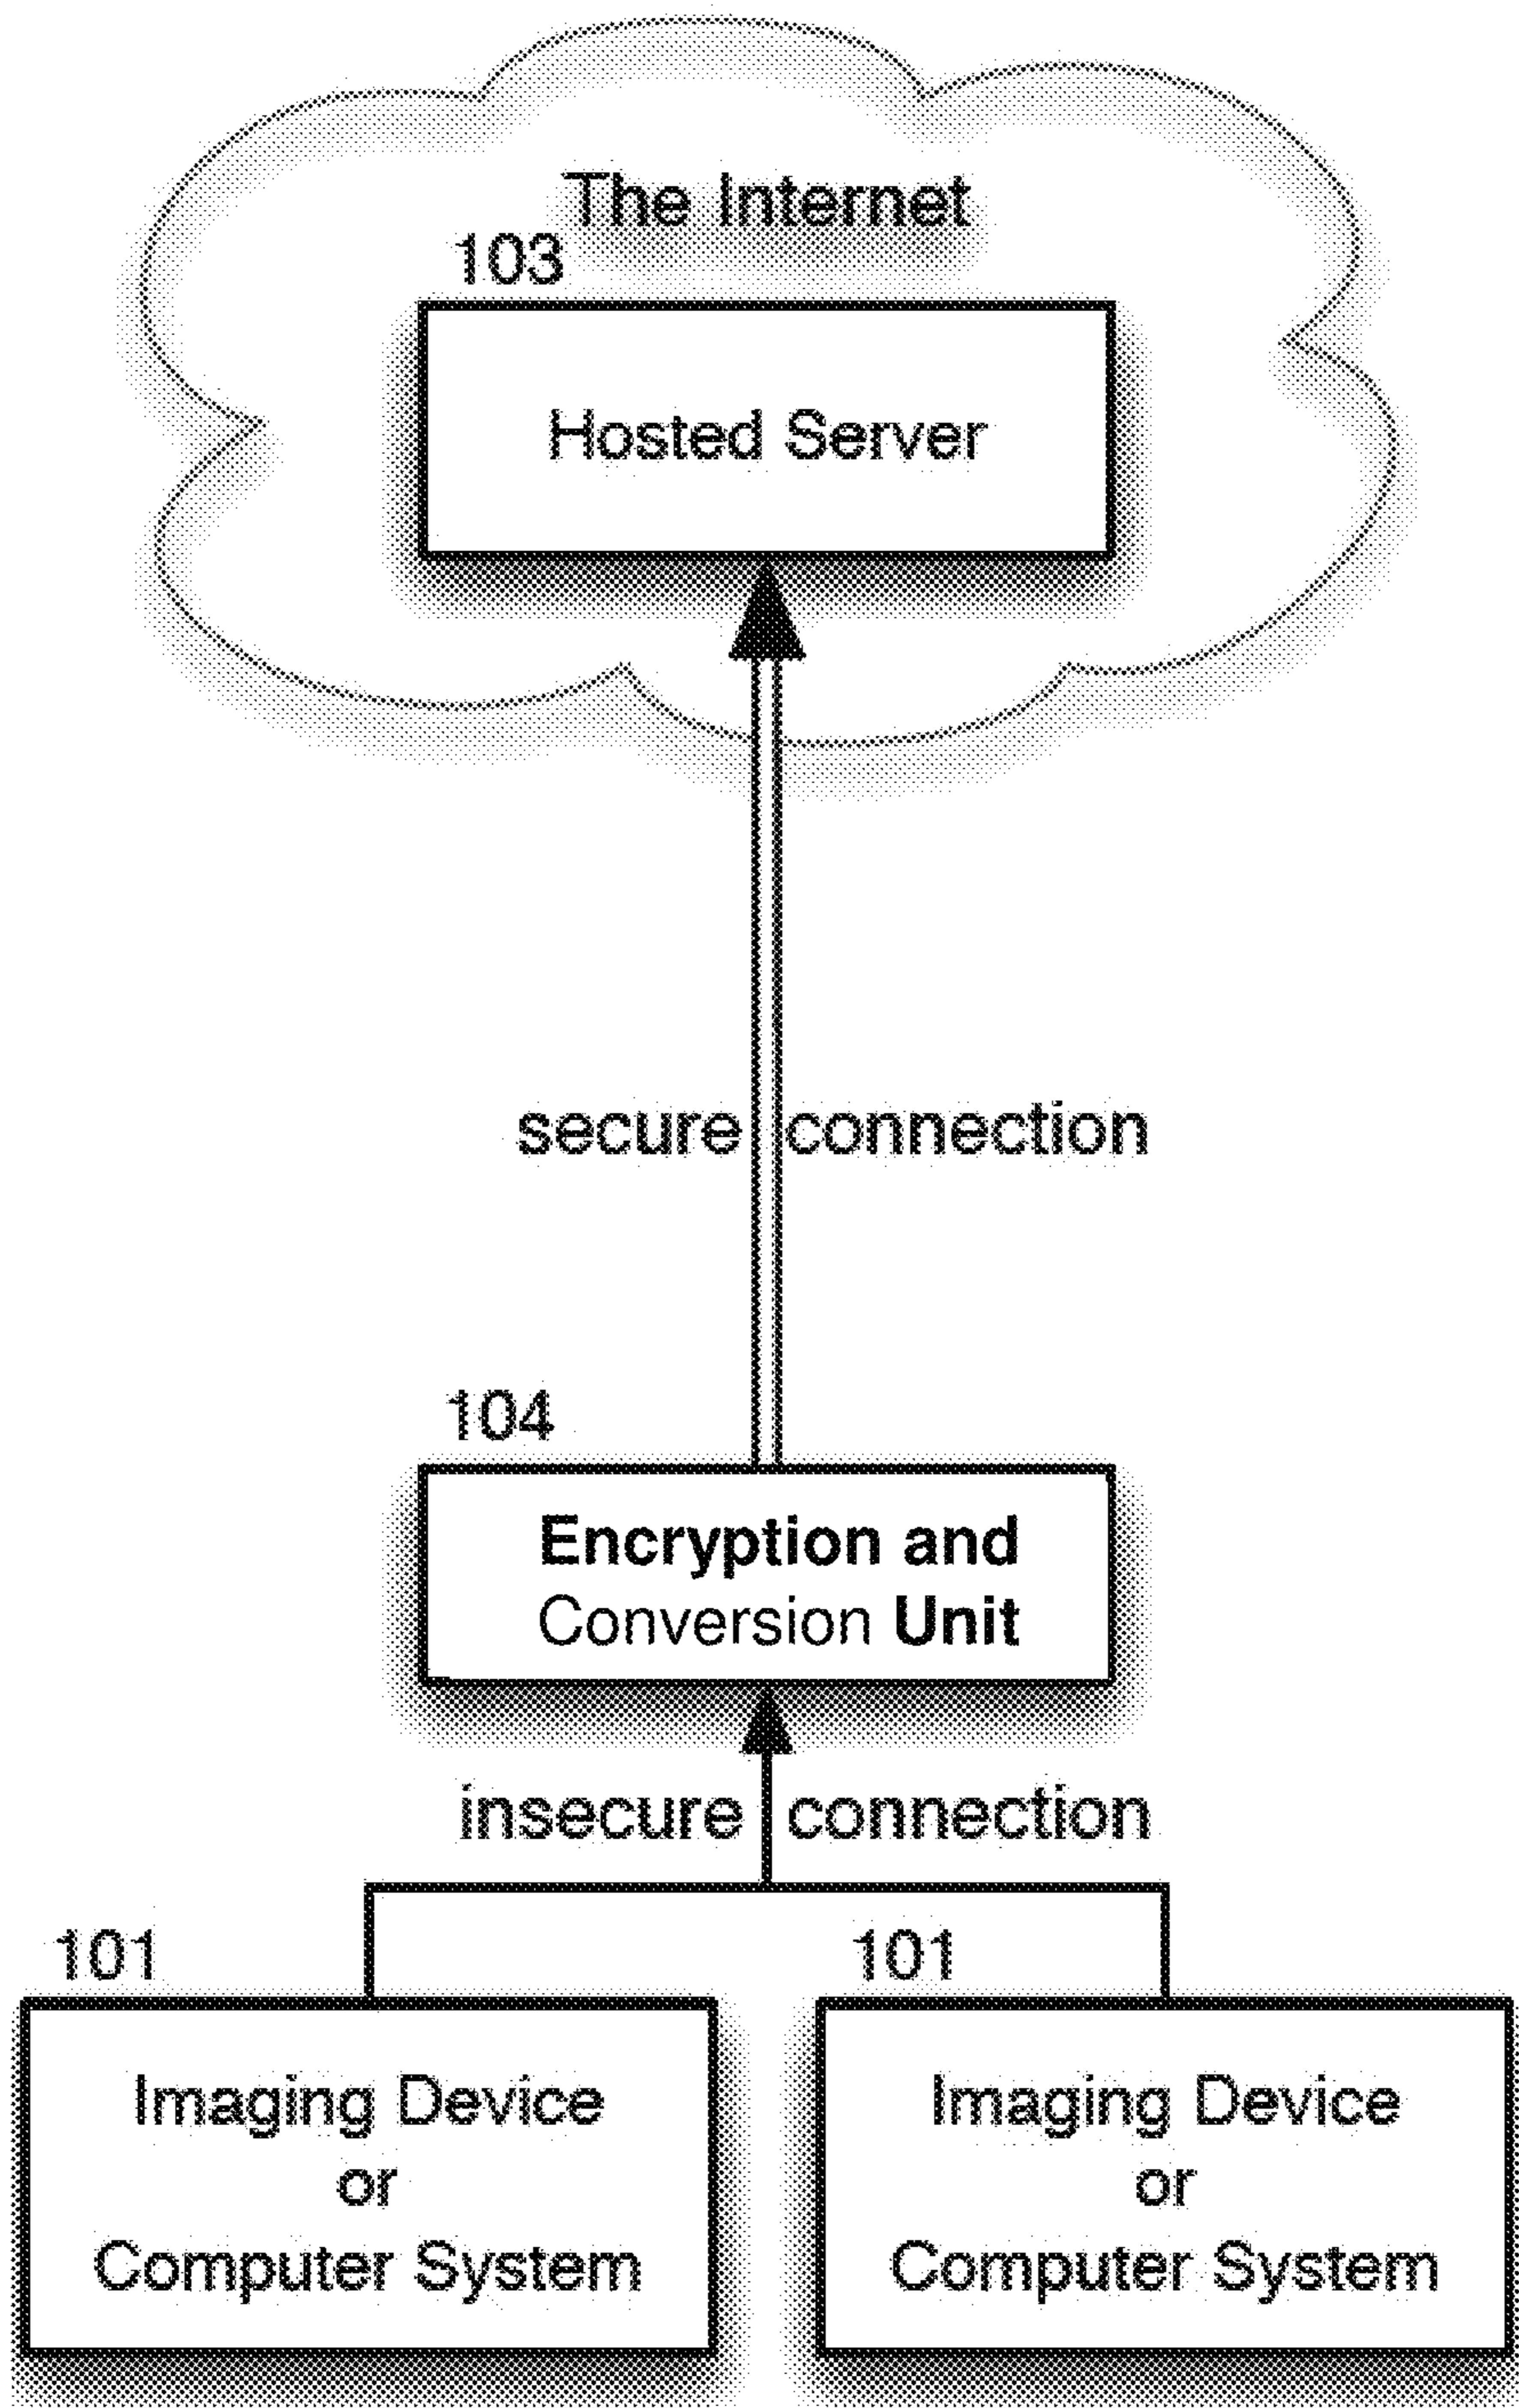 The Internet
103
Hosted Server
secure connection
104
Encryption and
Conversion Unit
insecure connection
101
Imaging Device
or
Computer System
101
Imaging Device
or
Computer System